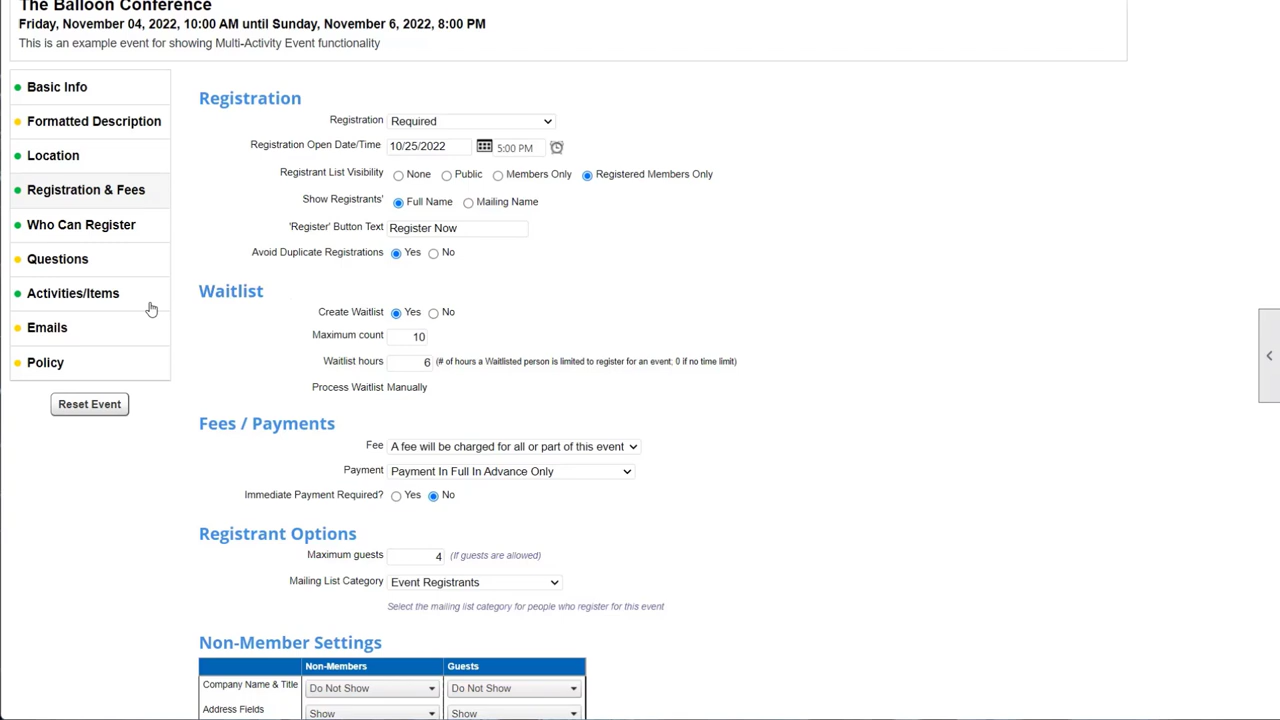 The Balloon Conference
Friday, November 04, 2022, 10:00 AM until Sunday, November 6, 2022, 8:00 PM
This is an example event for showing Multi-Activity Event functionality
Basic Info
Formatted Description
Location
Registration & Fees
Who Can Register
Questions
Activities/Items
Emails
Policy
Reset Event
Registration
Registration Required
Registration Open Date/Time 10/25/2022 5:00 PM
Registrant List Visibility None Public Members Only Registered Members Only
Show Registrants' Full Name Mailing Name
'Register' Button Text Register Now
Avoid Duplicate Registrations Yes No
Waitlist
Create Waitlist Yes No
Maximum count 10
Waitlist hours 6 (# of hours a Waitlisted person is limited to register for an event; 0 if no time limit)
Process Waitlist Manually
Fees / Payments
Fee A fee will be charged for all or part of this event
Payment Payment In Full In Advance Only
Immediate Payment Required? Yes No
Registrant Options
Maximum guests 4 (If guests are allowed)
Mailing List Category Event Registrants
Select the mailing list category for people who register for this event
Non-Member Settings
Non-Members Guests
Company Name & Title Do Not Show Do Not Show
Address Fields Show Show